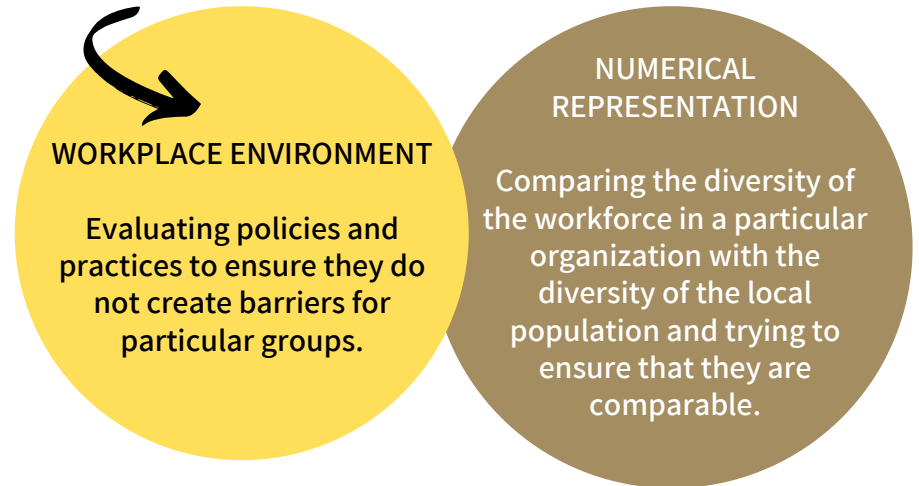 WORKPLACE ENVIRONMENT
Evaluating policies and
practices to ensure they do
not create barriers for
particular groups.
NUMERICAL
REPRESENTATION
Comparing the diversity of
the workforce in a particular
organization with the
diversity of the local
population and trying to
ensure that they are
comparable.